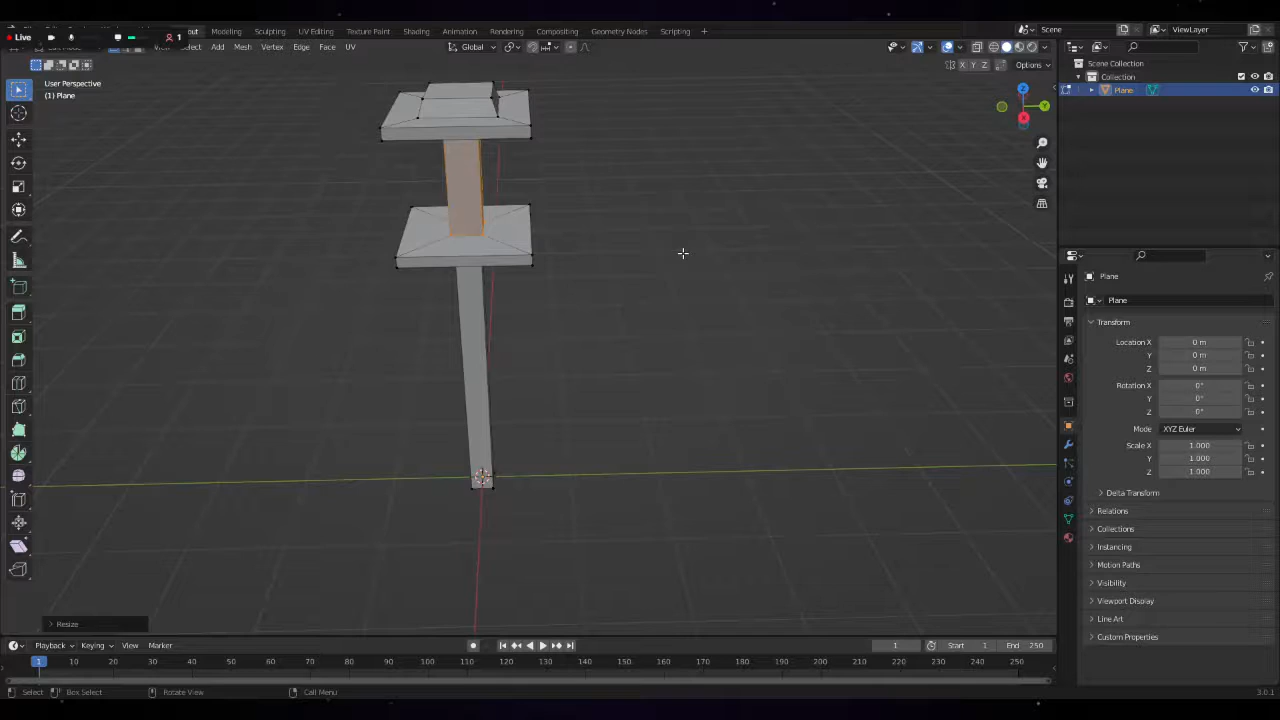 Live
1
Modeling
Sculpting
UV Editing
Texture Paint
Shading
Animation
Rendering
Compositing
Geometry Nodes
Scripting
+
Scene
ViewLayer
Select
Add
Mesh
Vertex
Edge
Face
UV
Global
X
Y
Z
Options
User Perspective
(1) Plane
Z
Y
X
Scene Collection
Collection
Plane
Plane
Plane
Transform
Location X
0 m
Y
0 m
Z
0 m
Rotation X
0°
Y
0°
Z
0°
Mode
XYZ Euler
Scale X
1.000
Y
1.000
Z
1.000
Delta Transform
Relations
Collections
Instancing
Motion Paths
Visibility
Viewport Display
Line Art
Custom Properties
Resize
Playback
Keying
View
Marker
1
Start
1
End
250
1
10
20
30
40
50
60
70
80
90
100
110
120
130
140
150
160
170
180
190
200
210
220
230
240
250
Select
Box Select
Rotate View
Call Menu
3.0.1